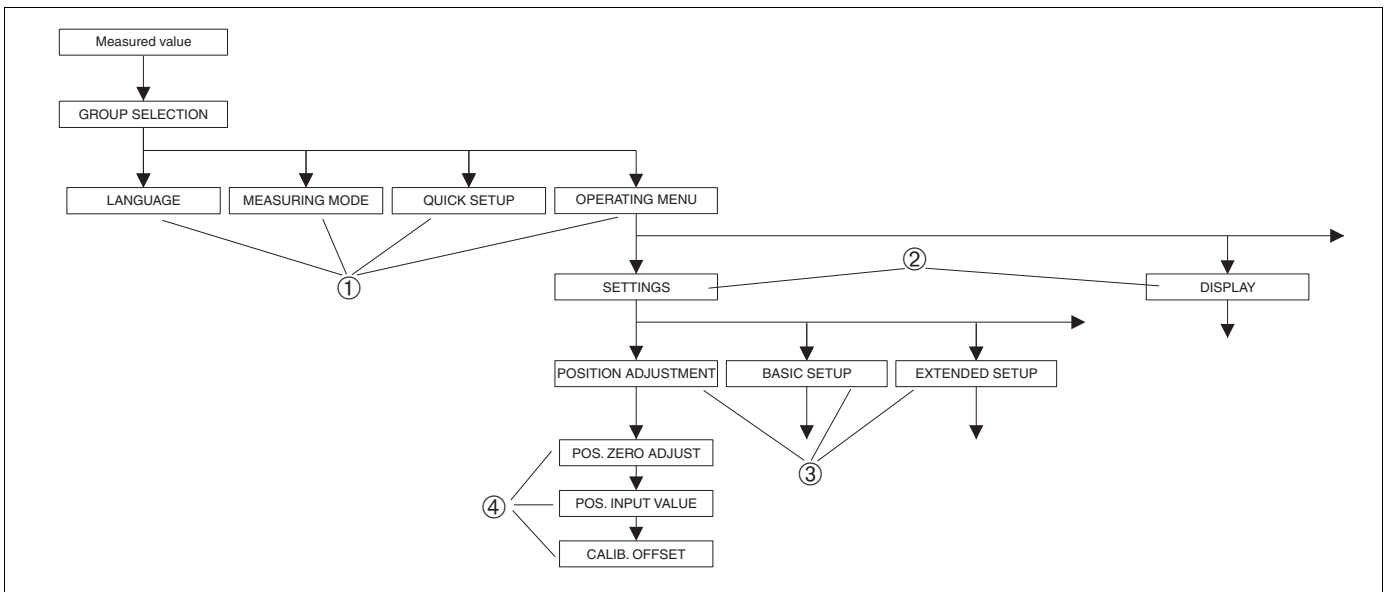 Measured value
GROUP SELECTION
LANGUAGE
MEASURING MODE
QUICK SETUP
OPERATING MENU
①
②
SETTINGS
DISPLAY
POSITION ADJUSTMENT
BASIC SETUP
EXTENDED SETUP
③
④
POS. ZERO ADJUST
POS. INPUT VALUE
CALIB. OFFSET